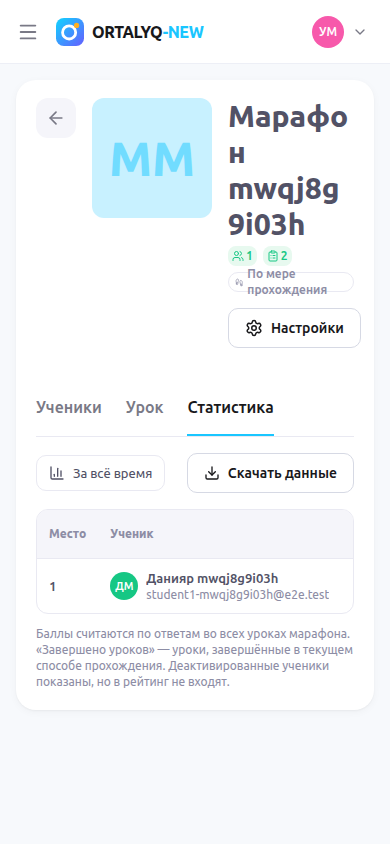 ORTALYQ-NEW
УМ
ММ
Марафо
н
mwqj8g
9i03h
1 2
По мере
прохождения
Настройки
Ученики Урок Статистика
За всё время Скачать данные
Место Ученик
1 ДМ Данияр mwqj8g9i03h
student1-mwqj8g9i03h@e2e.test
Баллы считаются по ответам во всех уроках марафона.
«Завершено уроков» — уроки, завершённые в текущем
способе прохождения. Деактивированные ученики
показаны, но в рейтинг не входят.